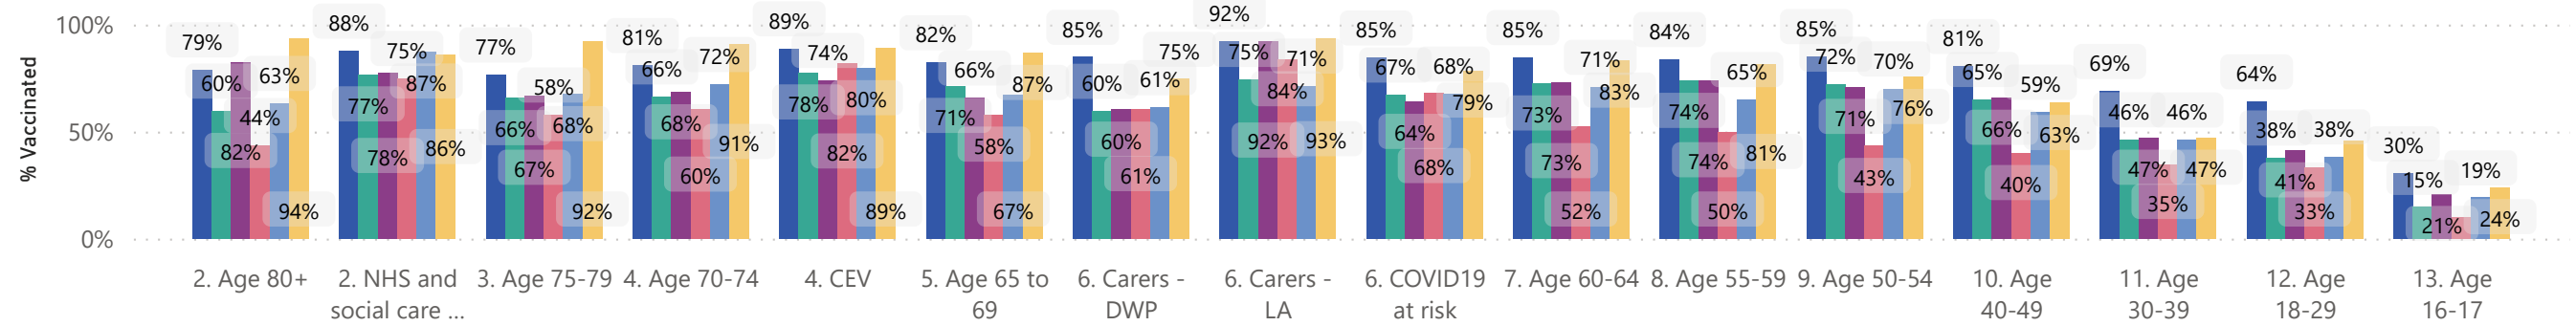 % Vaccinated
100%
50%
0%
79% 60% 82% 44% 63% 94%
88% 77% 78% 75% 87% 86%
77% 66% 67% 58% 68% 92%
81% 66% 68% 60% 72% 91%
89% 78% 74% 82% 80% 89%
82% 71% 66% 58% 67% 87%
85% 60% 60% 61% 61% 75%
92% 75% 92% 84% 71% 93%
85% 67% 64% 68% 68% 79%
85% 73% 73% 52% 71% 83%
84% 74% 74% 50% 65% 81%
85% 72% 71% 43% 70% 76%
81% 65% 66% 40% 59% 63%
69% 46% 47% 35% 46% 47%
64% 38% 41% 33% 38%
30% 15% 21% 19% 24%
2. Age 80+
2. NHS and
social care ...
3. Age 75-79
4. Age 70-74
4. CEV
5. Age 65 to
69
6. Carers -
DWP
6. Carers -
LA
6. COVID19
at risk
7. Age 60-64
8. Age 55-59
9. Age 50-54
10. Age
40-49
11. Age
30-39
12. Age
18-29
13. Age
16-17